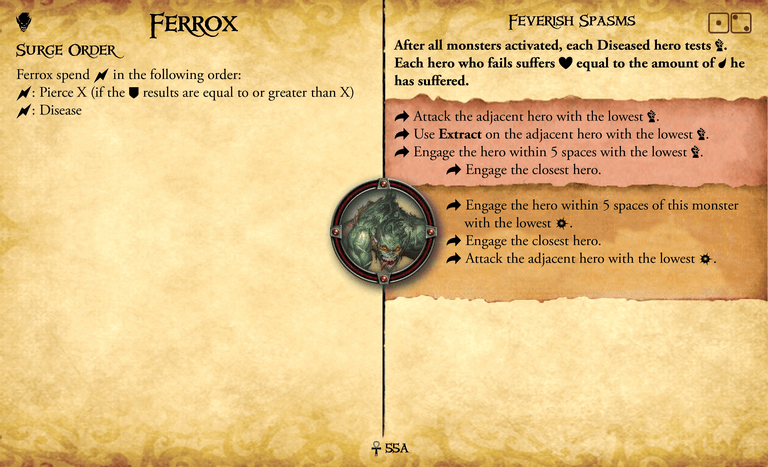 FERROX
SURGE ORDER
Ferrox spend in the following order:
: Pierce X (if the results are equal to or greater than X)
: Disease
FEVERISH SPASMS
After all monsters activated, each Diseased hero tests .
Each hero who fails suffers equal to the amount of he
has suffered.
Attack the adjacent hero with the lowest .
Use Extract on the adjacent hero with the lowest .
Engage the hero within 5 spaces with the lowest .
Engage the closest hero.
Engage the hero within 5 spaces of this monster
with the lowest .
Engage the closest hero.
Attack the adjacent hero with the lowest .
55A